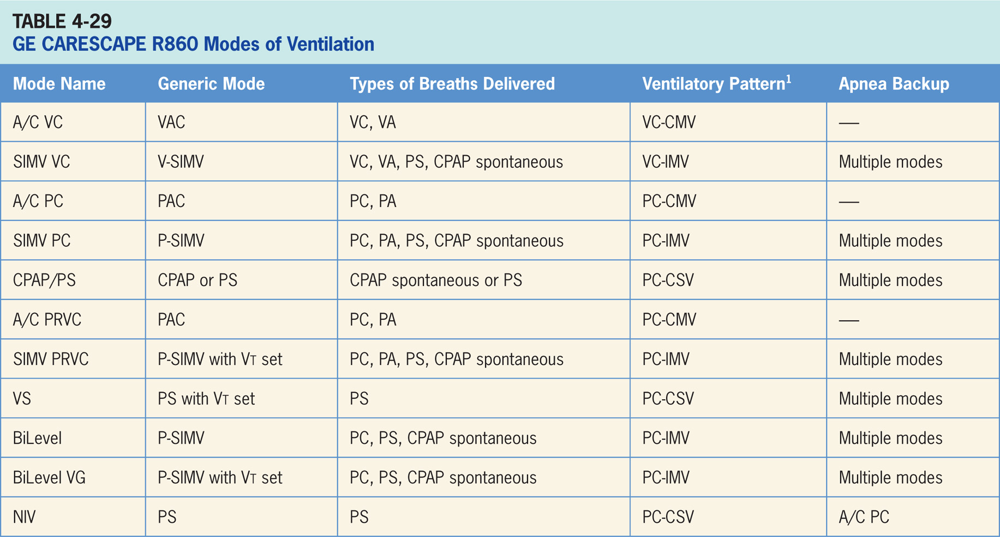 TABLE 4-29
GE CARESCAPE R860 Modes of Ventilation
Mode Name Generic Mode Types of Breaths Delivered Ventilatory Pattern1 Apnea Backup
A/C VC VAC VC, VA VC-CMV —
SIMV VC V-SIMV VC, VA, PS, CPAP spontaneous VC-IMV Multiple modes
A/C PC PAC PC, PA PC-CMV —
SIMV PC P-SIMV PC, PA, PS, CPAP spontaneous PC-IMV Multiple modes
CPAP/PS CPAP or PS CPAP spontaneous or PS PC-CSV Multiple modes
A/C PRVC PAC PC, PA PC-CMV —
SIMV PRVC P-SIMV with VT set PC, PA, PS, CPAP spontaneous PC-IMV Multiple modes
VS PS with VT set PS PC-CSV Multiple modes
BiLevel P-SIMV PC, PS, CPAP spontaneous PC-IMV Multiple modes
BiLevel VG P-SIMV with VT set PC, PS, CPAP spontaneous PC-IMV Multiple modes
NIV PS PS PC-CSV A/C PC